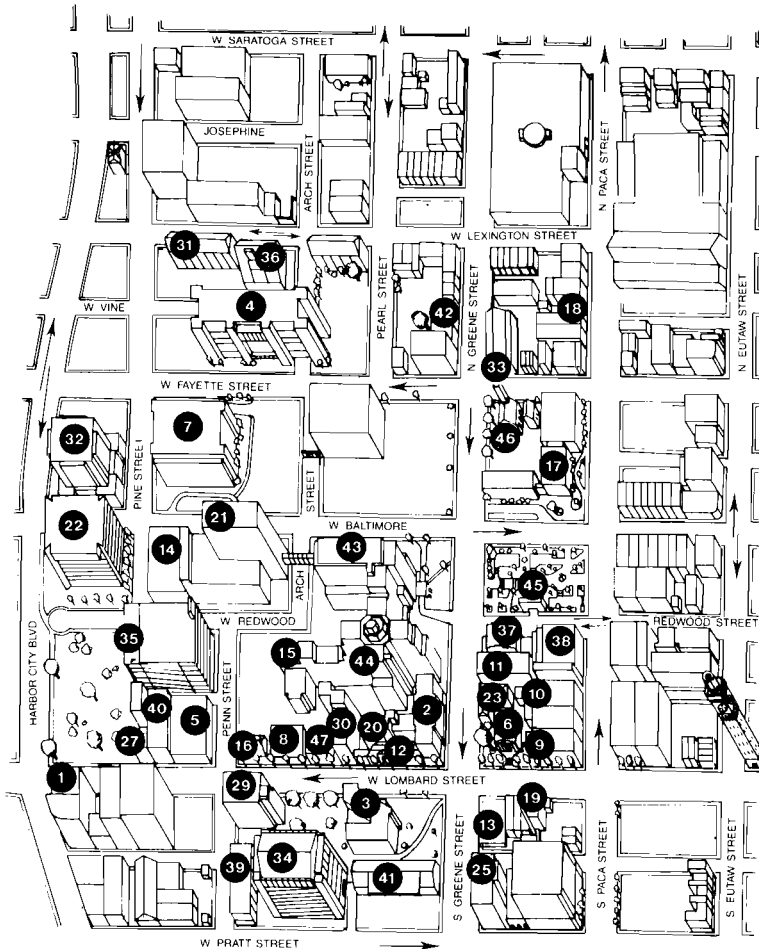 W SARATOGA STREET
JOSEPHINE
ARCH STREET
N PACA STREET
W LEXINGTON STREET
31
36
W VINE
4
PEARL STREET
42
N GREENE STREET
18
N EUTAW STREET
33
W FAYETTE STREET
32
7
PINE STREET
46
17
22
21
STREET
W BALTIMORE
14
43
ARCH
45
W REDWOOD
REDWOOD STREET
35
37
38
HARBOR CITY BLVD
PENN STREET
15
44
11
40
5
23
10
2
27
16
8
47
30
20
12
6
9
1
W LOMBARD STREET
29
3
19
13
S GREENE STREET
S PACA STREET
S EUTAW STREET
39
34
41
25
W PRATT STREET